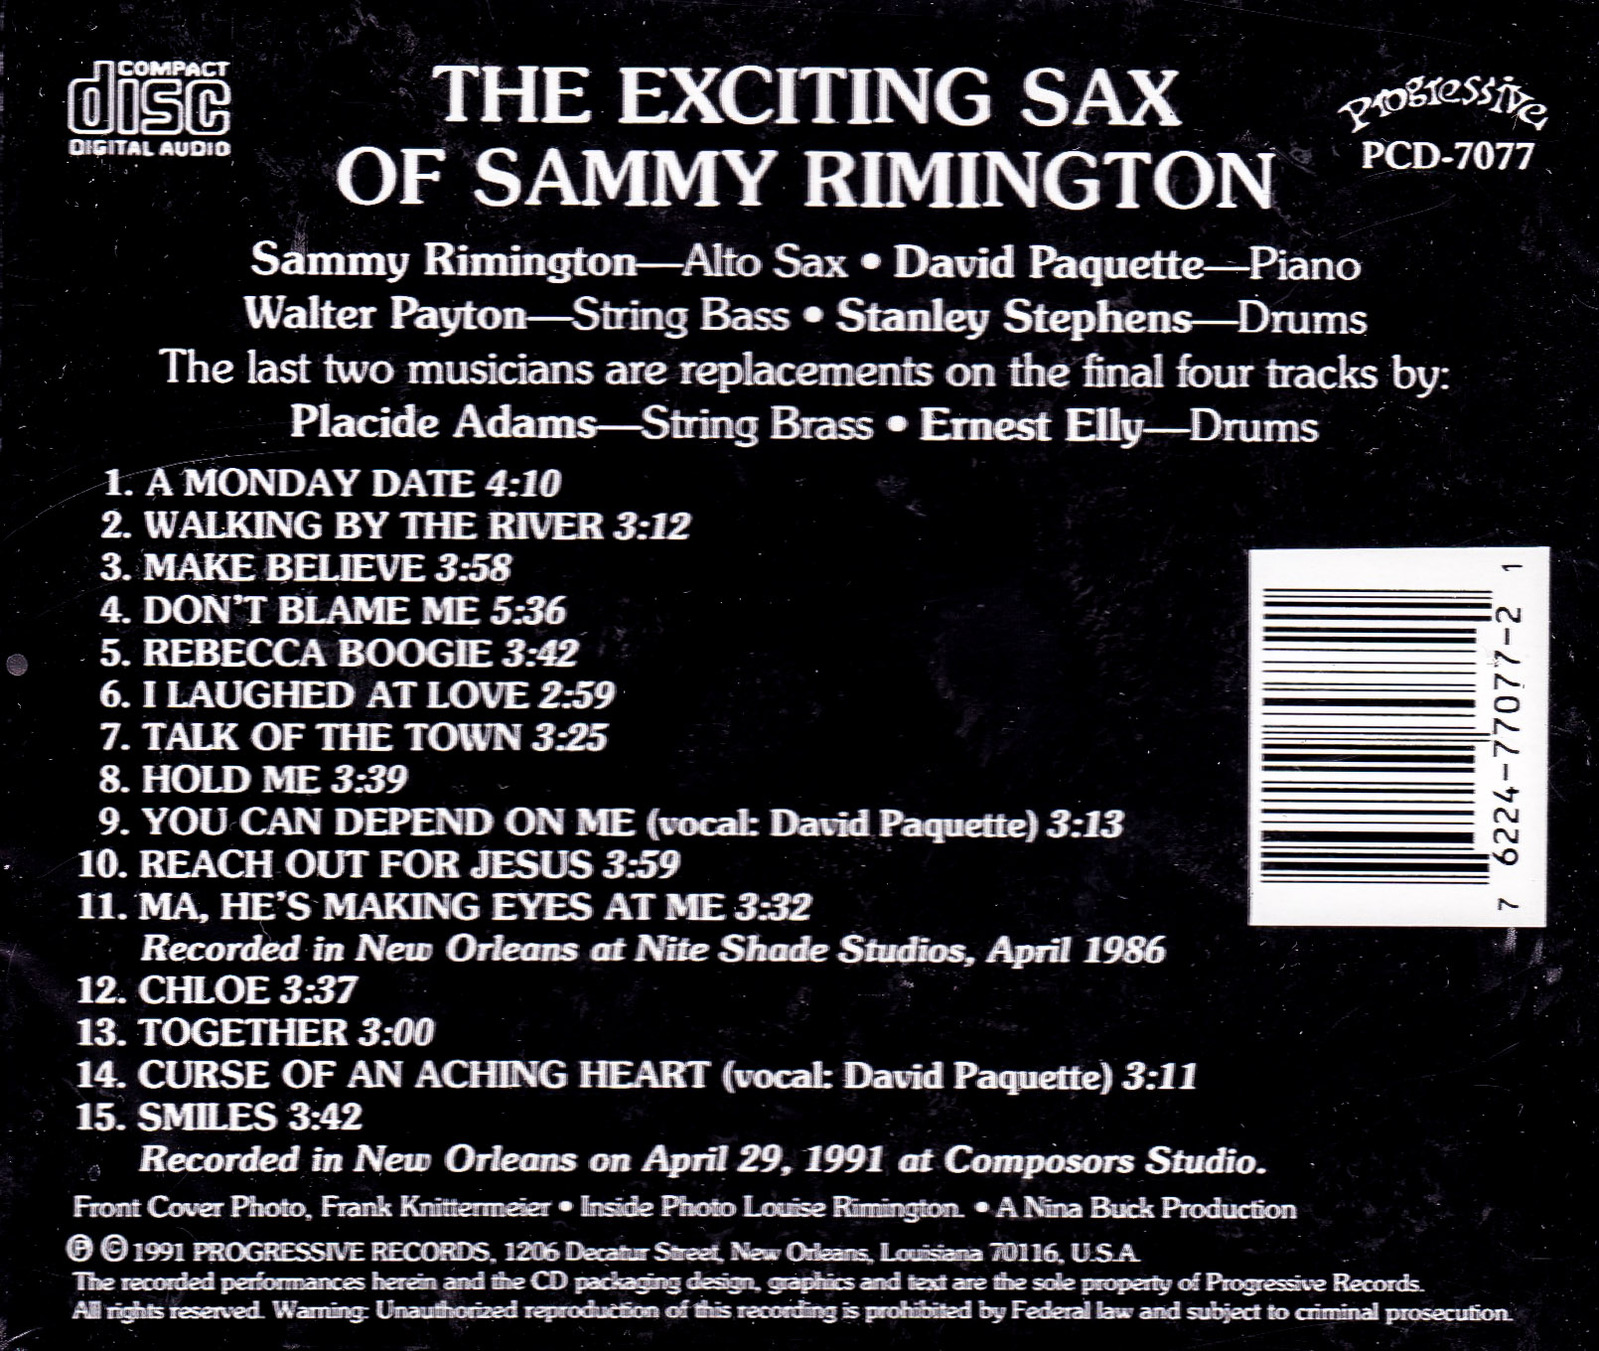 COMPACT
disc
DIGITAL AUDIO
THE EXCITING SAX
OF SAMMY RIMINGTON
Progressive
PCD-7077
Sammy Rimington—Alto Sax • David Paquette—Piano
Walter Payton—String Bass • Stanley Stephens—Drums
The last two musicians are replacements on the final four tracks by:
Placide Adams—String Brass • Ernest Elly—Drums
1. A MONDAY DATE 4:10
2. WALKING BY THE RIVER 3:12
3. MAKE BELIEVE 3:58
4. DON'T BLAME ME 5:36
5. REBECCA BOOGIE 3:42
6. I LAUGHED AT LOVE 2:59
7. TALK OF THE TOWN 3:25
8. HOLD ME 3:39
9. YOU CAN DEPEND ON ME (vocal: David Paquette) 3:13
10. REACH OUT FOR JESUS 3:59
11. MA, HE'S MAKING EYES AT ME 3:32
Recorded in New Orleans at Nite Shade Studios, April 1986
12. CHLOE 3:37
13. TOGETHER 3:00
14. CURSE OF AN ACHING HEART (vocal: David Paquette) 3:11
15. SMILES 3:42
Recorded in New Orleans on April 29, 1991 at Composors Studio.
7 6224-77077-2 1
Front Cover Photo, Frank Knittermeier • Inside Photo Louise Rimington. • A Nina Buck Production
Ⓟ © 1991 PROGRESSIVE RECORDS, 1206 Decatur Street, New Orleans, Louisiana 70116, U.S.A.
The recorded performances herein and the CD packaging design, graphics and text are the sole property of Progressive Records.
All rights reserved. Warning: Unauthorized reproduction of this recording is prohibited by Federal law and subject to criminal prosecution.